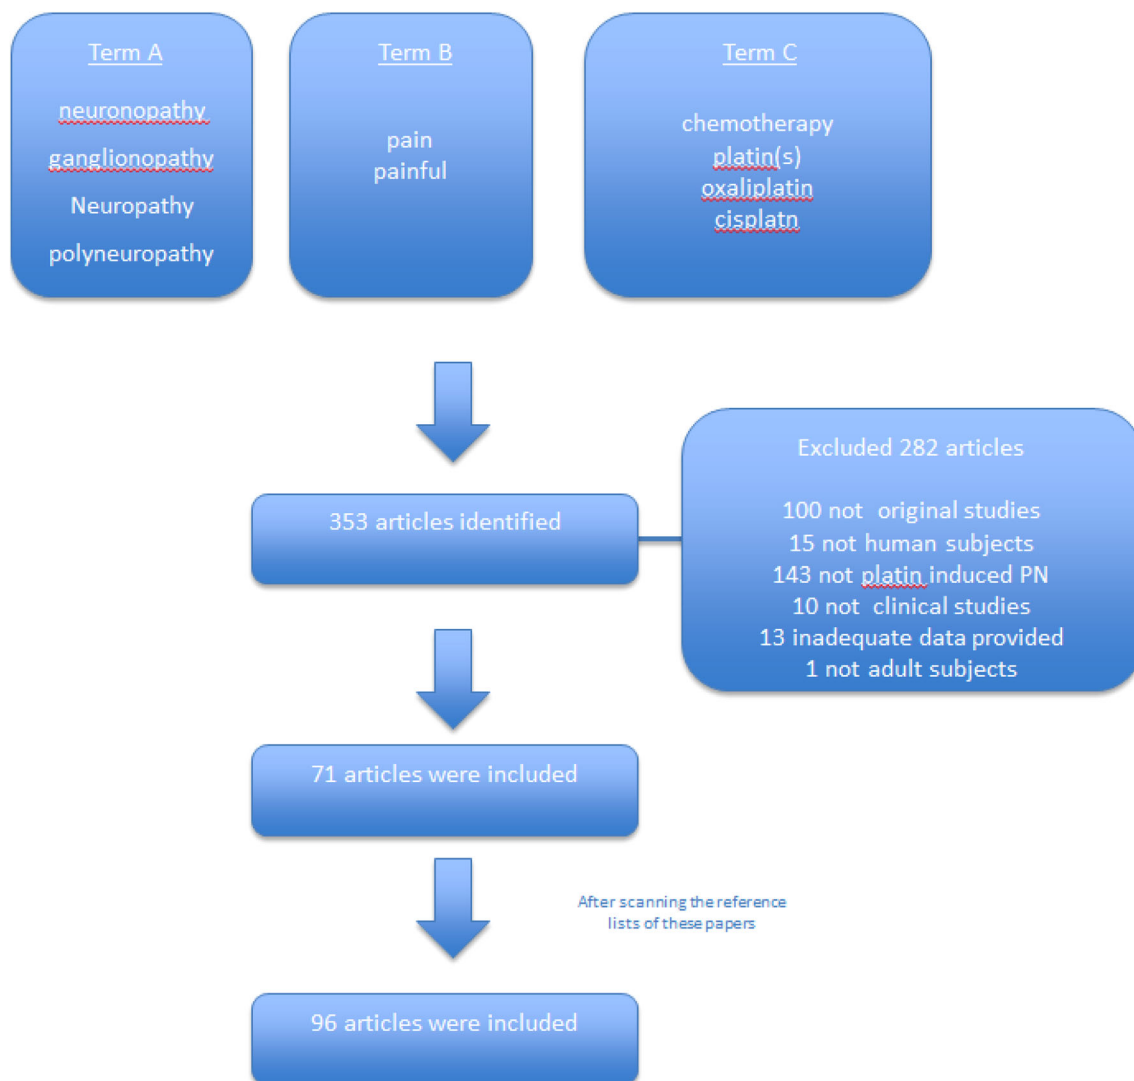 Term A
neuronopathy
ganglionopathy
Neuropathy
polyneuropathy
Term B
pain
painful
Term C
chemotherapy
platin(s)
oxaliplatin
cisplatn
353 articles identified
Excluded 282 articles
100 not original studies
15 not human subjects
143 not platin induced PN
10 not clinical studies
13 inadequate data provided
1 not adult subjects
71 articles were included
After scanning the reference
lists of these papers
96 articles were included